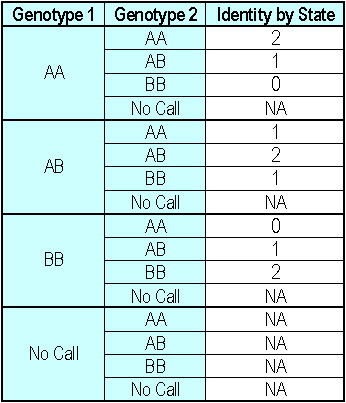 Genotype 1 Genotype 2 Identity by State
AA AA 2
AB 1
BB 0
No Call NA
AB AA 1
AB 2
BB 1
No Call NA
BB AA 0
AB 1
BB 2
No Call NA
No Call AA NA
AB NA
BB NA
No Call NA